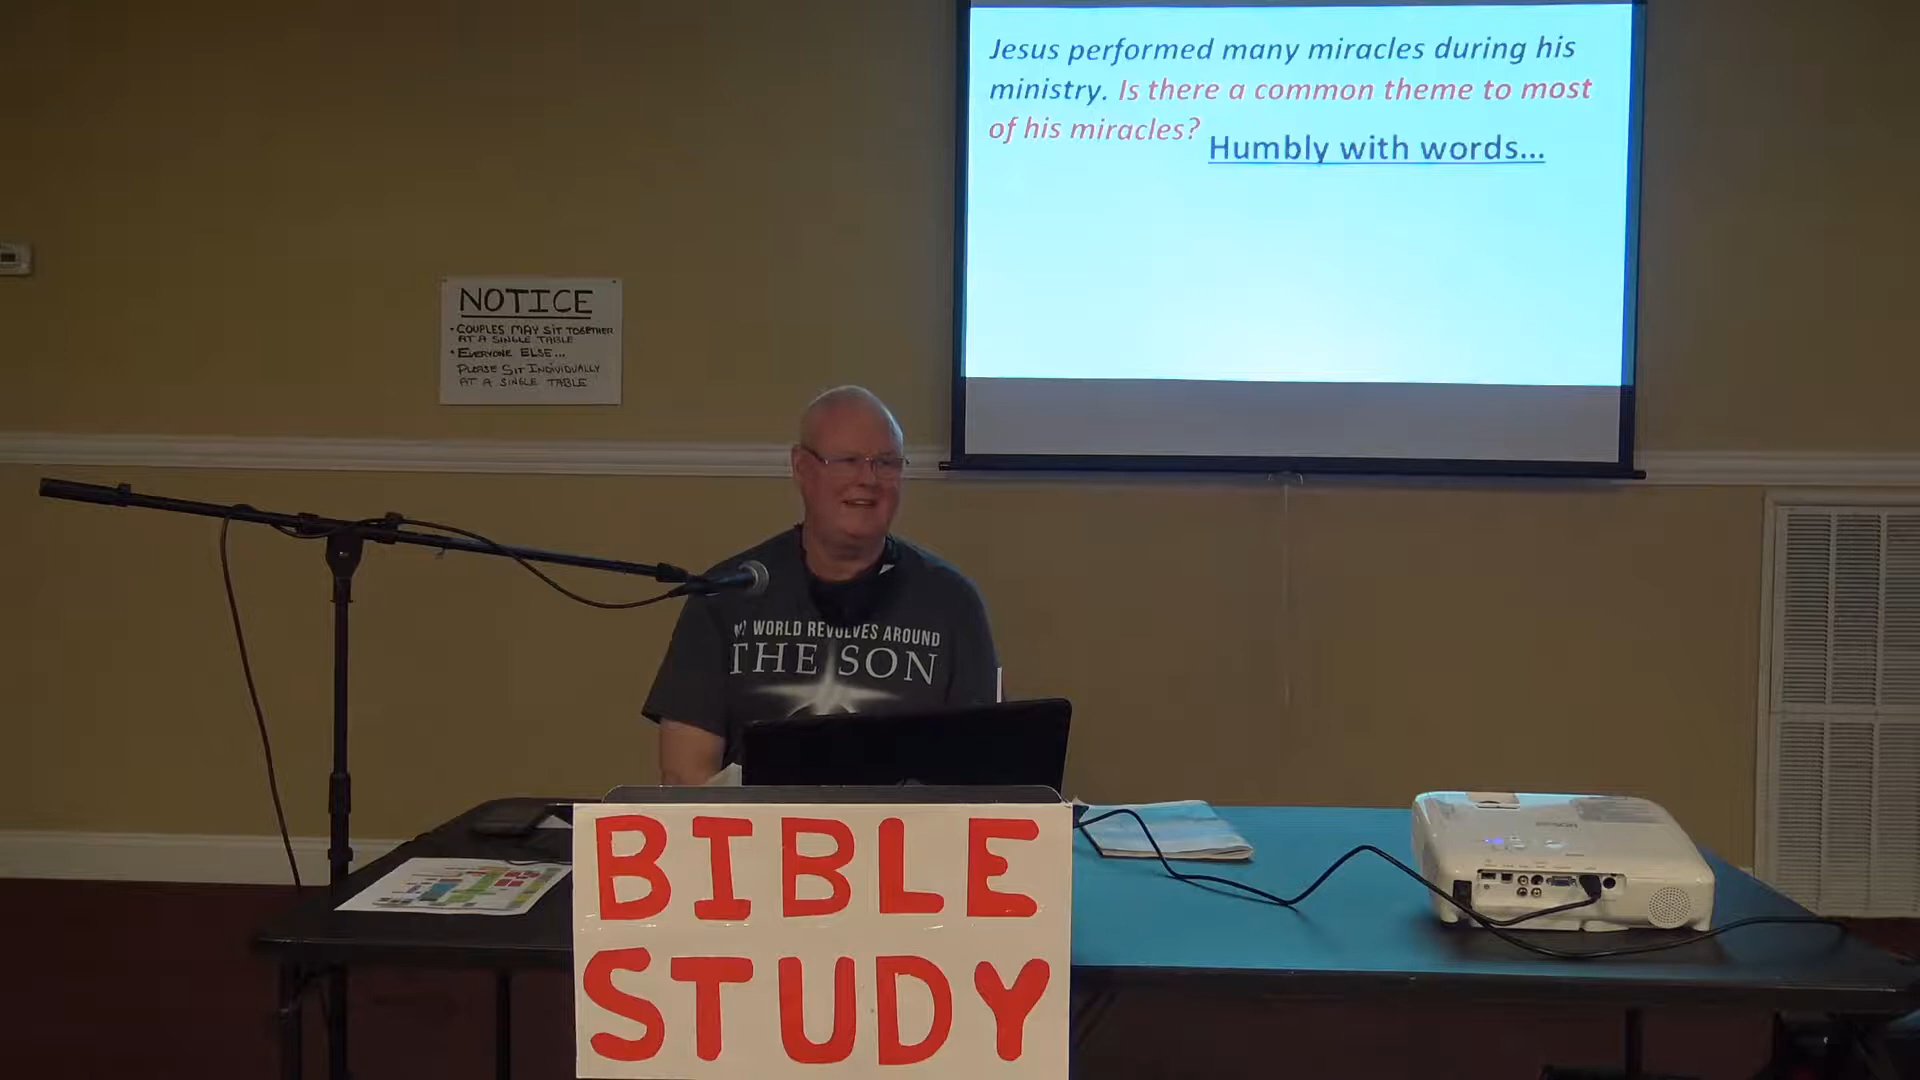 Jesus performed many miracles during his
ministry. Is there a common theme to most
of his miracles?
Humbly with words...
NOTICE
• COUPLES MAY SIT TOGETHER
AT A SINGLE TABLE
• EVERYONE ELSE...
PLEASE SIT INDIVIDUALLY
AT A SINGLE TABLE
MY WORLD REVOLVES AROUND
THE SON
EPSON
BIBLE
STUDY